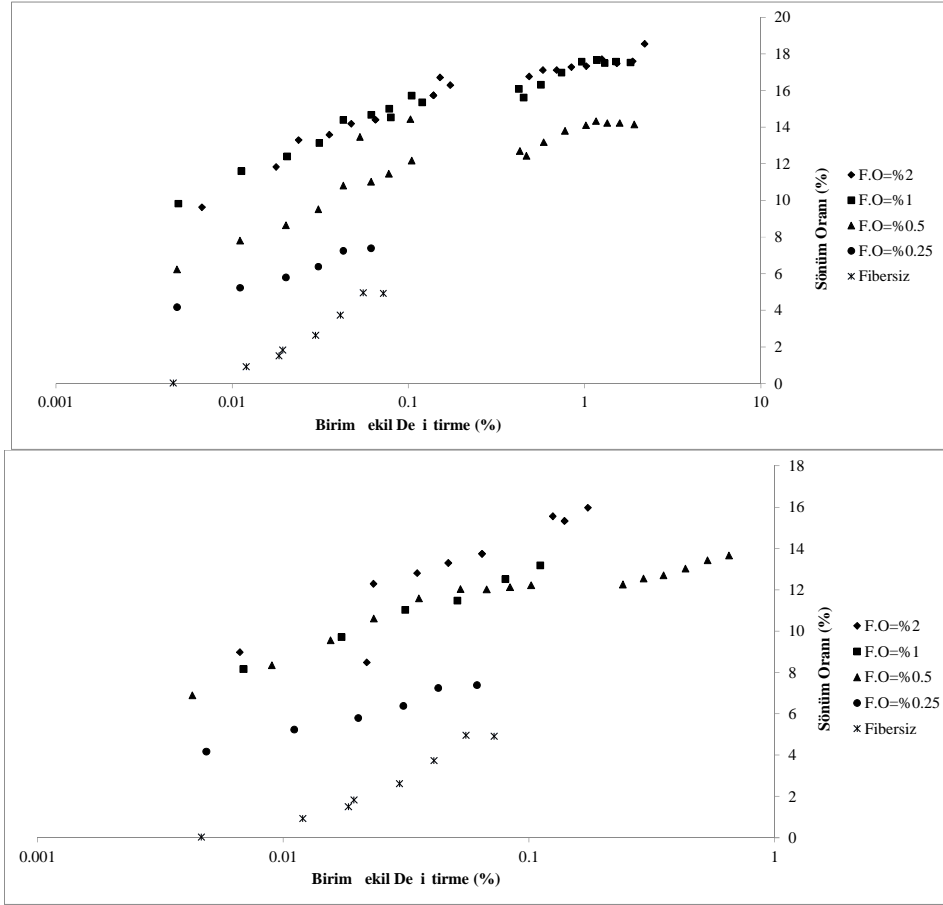 20
18
16
14
12
10
8
6
4
2
0
Sönüm Oranı (%)
F.O=%2
F.O=%1
F.O=%0.5
F.O=%0.25
Fibersiz
0.001 0.01 0.1 1 10
Birim ekil De i tirme (%)
18
16
14
12
10
8
6
4
2
0
Sönüm Oranı (%)
F.O=%2
F.O=%1
F.O=%0.5
F.O=%0.25
Fibersiz
0.001 0.01 0.1 1
Birim ekil De i tirme (%)